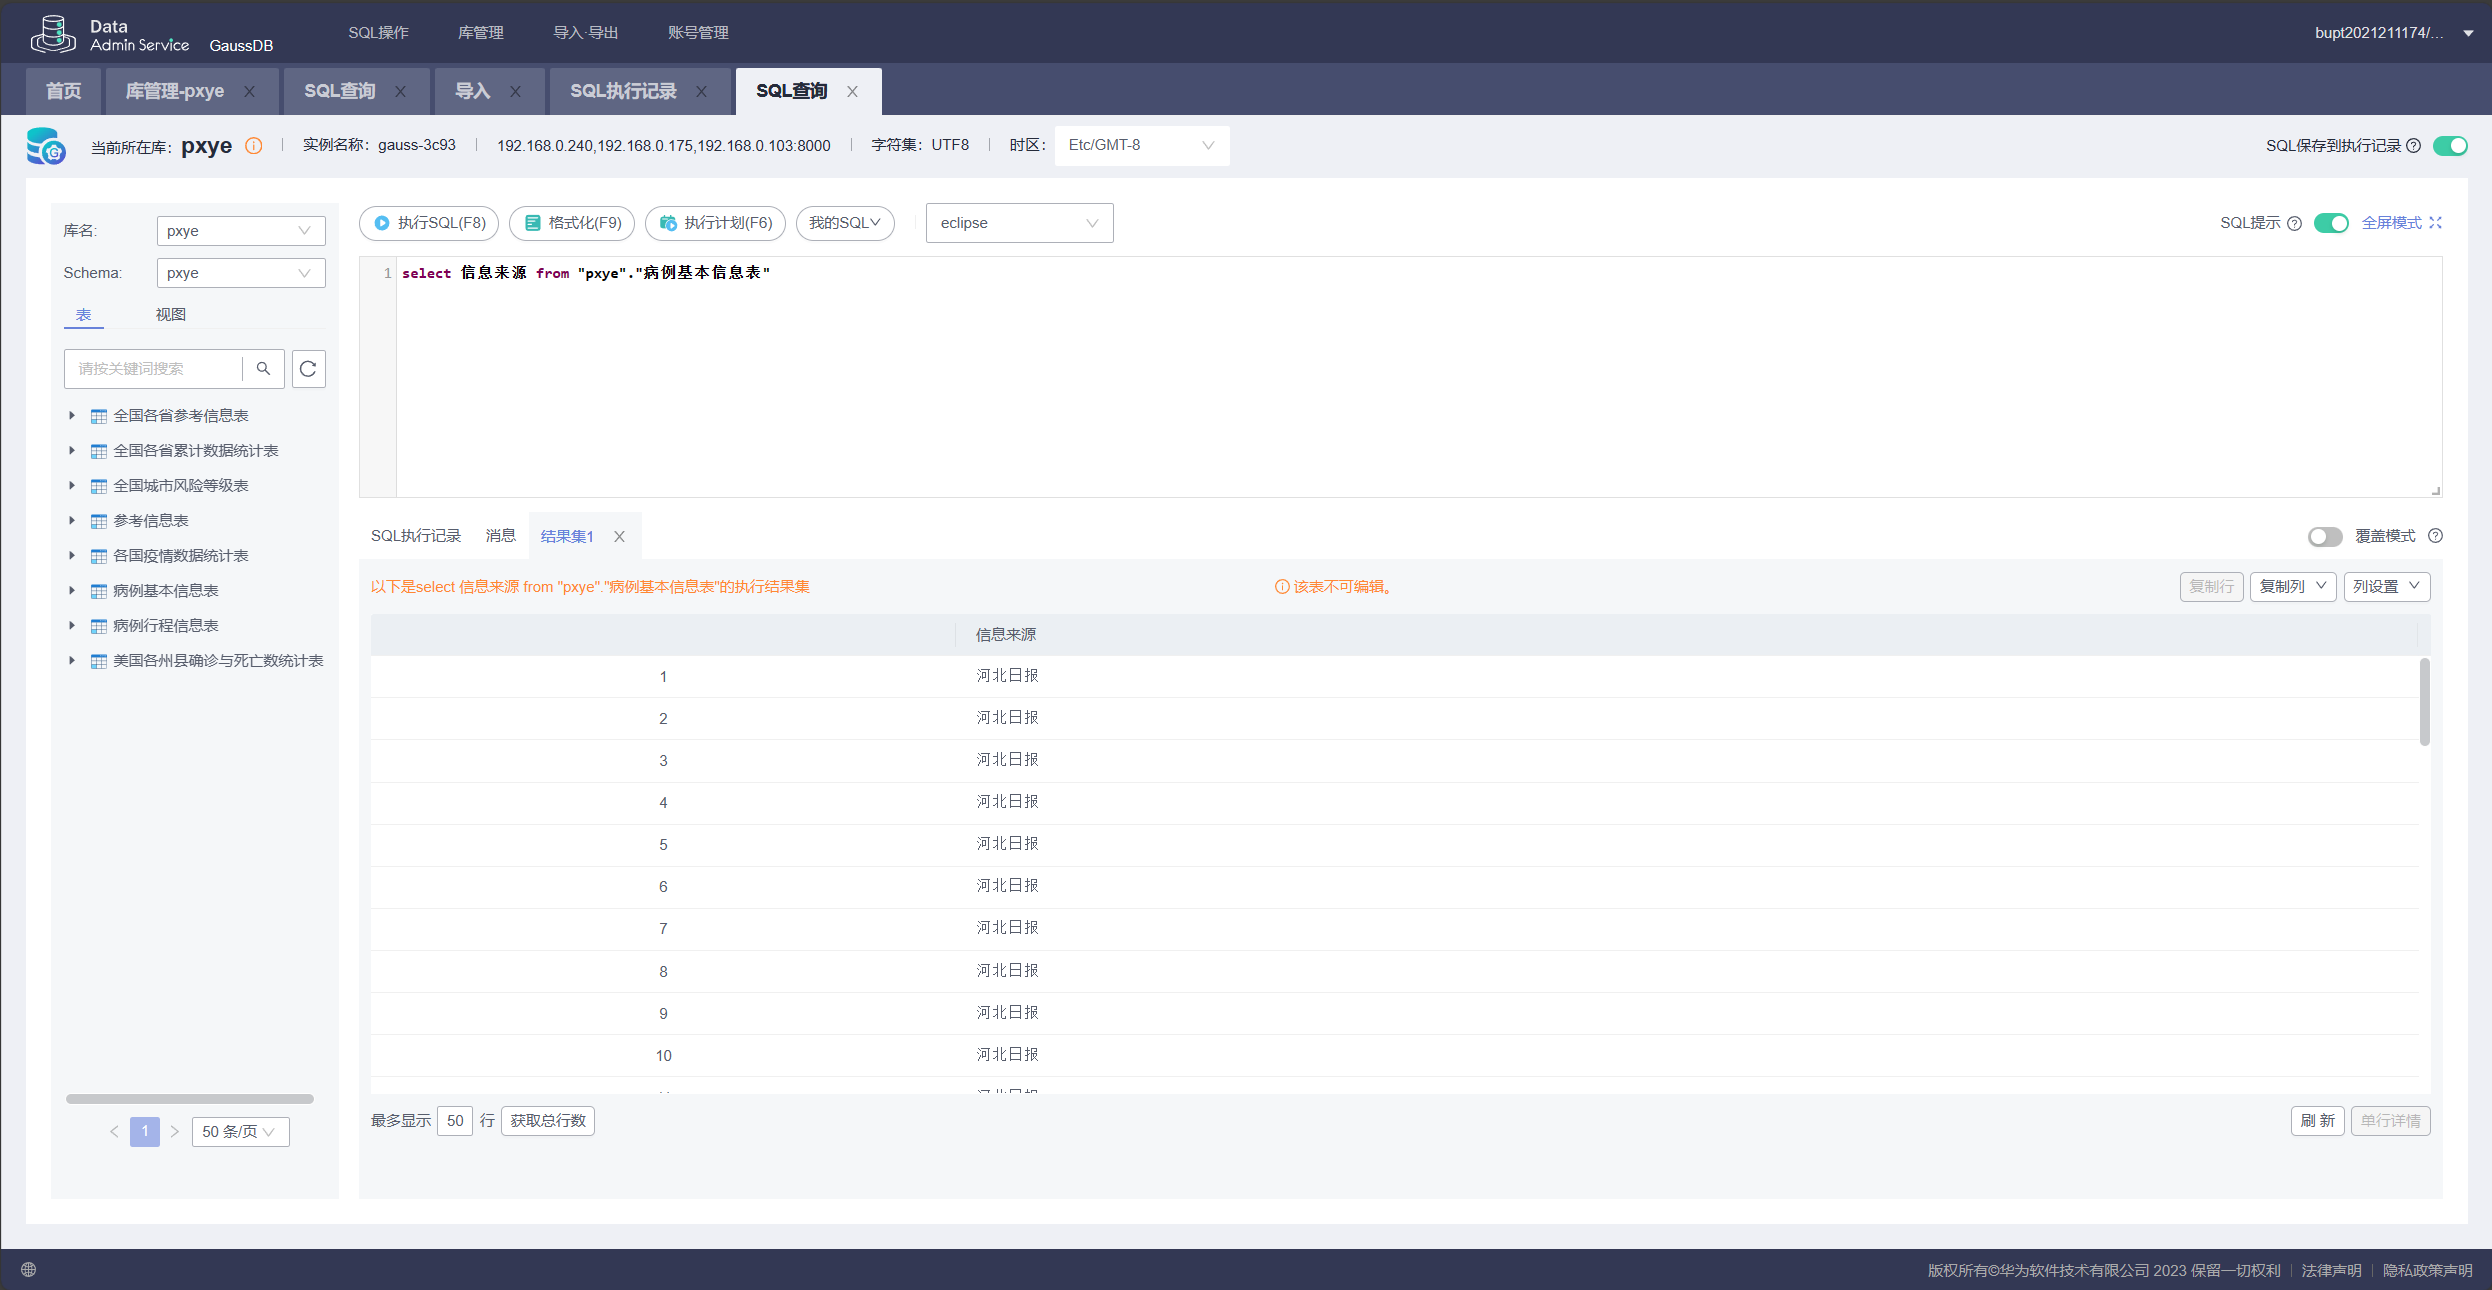 Data
Admin Service GaussDB SQL操作 库管理 导入·导出 账号管理 bupt2021211174/...
首页 库管理-pxye X SQL查询 X 导入 X SQL执行记录 X SQL查询 X
当前所在库: pxye 实例名称: gauss-3c93 192.168.0.240,192.168.0.175,192.168.0.103:8000 字符集: UTF8 时区: Etc/GMT-8 SQL保存到执行记录
库名: pxye
Schema: pxye
表 视图
请按关键词搜索
全国各省参考信息表
全国各省累计数据统计表
全国城市风险等级表
参考信息表
各国疫情数据统计表
病例基本信息表
病例行程信息表
美国各州县确诊与死亡数统计表
< 1 > 50 条/页
执行SQL(F8) 格式化(F9) 执行计划(F6) 我的SQL eclipse SQL提示 全屏模式
1 select 信息来源 from "pxye"."病例基本信息表"
SQL执行记录 消息 结果集1 X 覆盖模式
以下是select 信息来源 from "pxye"."病例基本信息表"的执行结果集 该表不可编辑。 复制行 复制列 列设置
信息来源
1 河北日报
2 河北日报
3 河北日报
4 河北日报
5 河北日报
6 河北日报
7 河北日报
8 河北日报
9 河北日报
10 河北日报
最多显示 50 行 获取总行数 刷 新 单行详情
版权所有©华为软件技术有限公司 2023 保留一切权利 | 法律声明 | 隐私政策声明